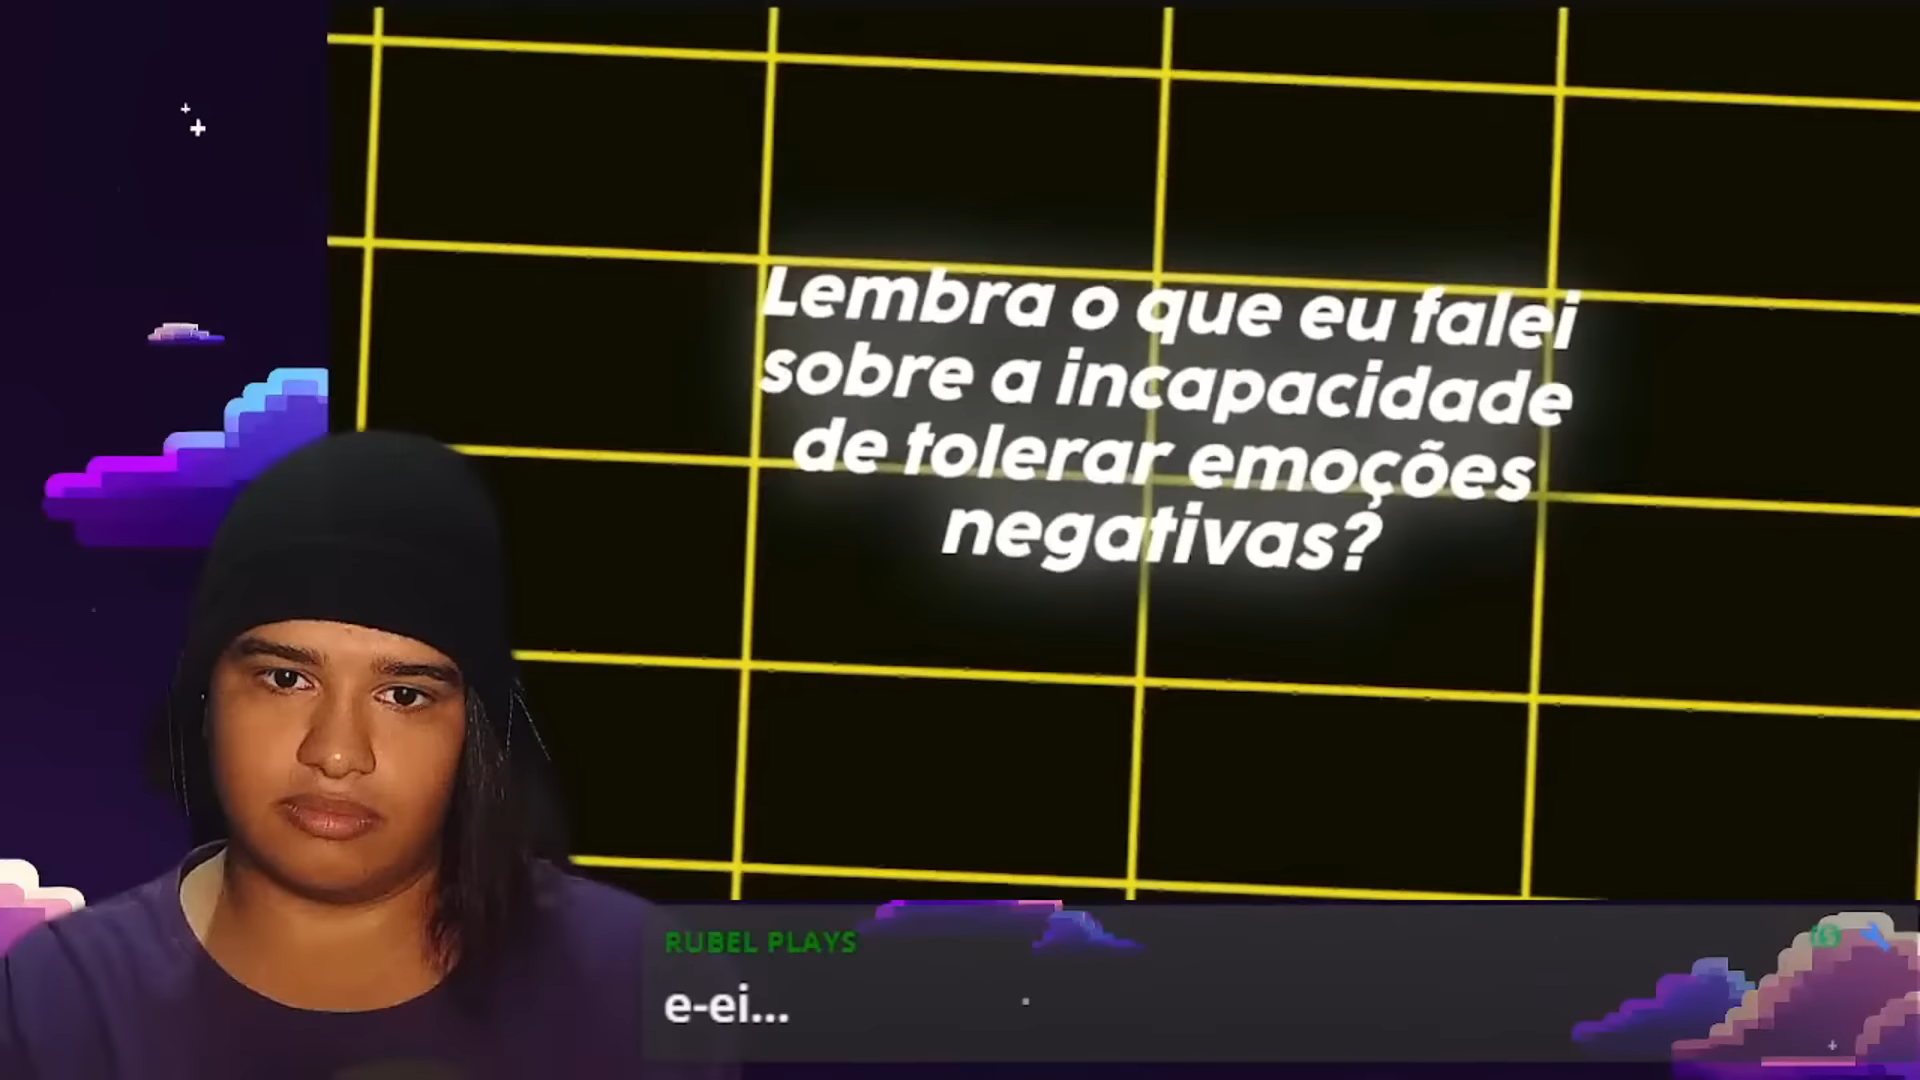 Lembra o que eu falei
sobre a incapacidade
de tolerar emoções
negativas?
RUBEL PLAYS
e-ei...